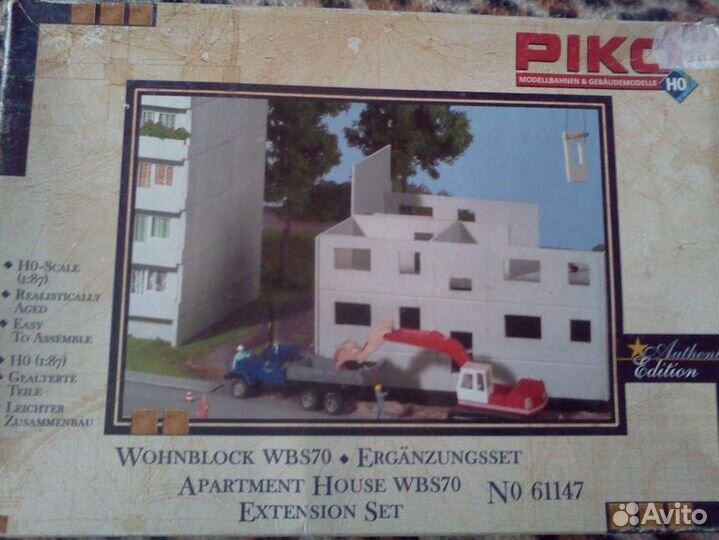 PIKO
MODELLBAHNEN & GEBÄUDEMODELLE
H0
H0-Scale
(1:87)
Realistically
Aged
Easy
To Assemble
H0 (1:87)
Gealterte
Teile
Leichter
Zusammenbau
Edition
Wohnblock WBS70 ◆ Ergänzungsset
Apartment House WBS70
Extension Set
No 61147
Avito